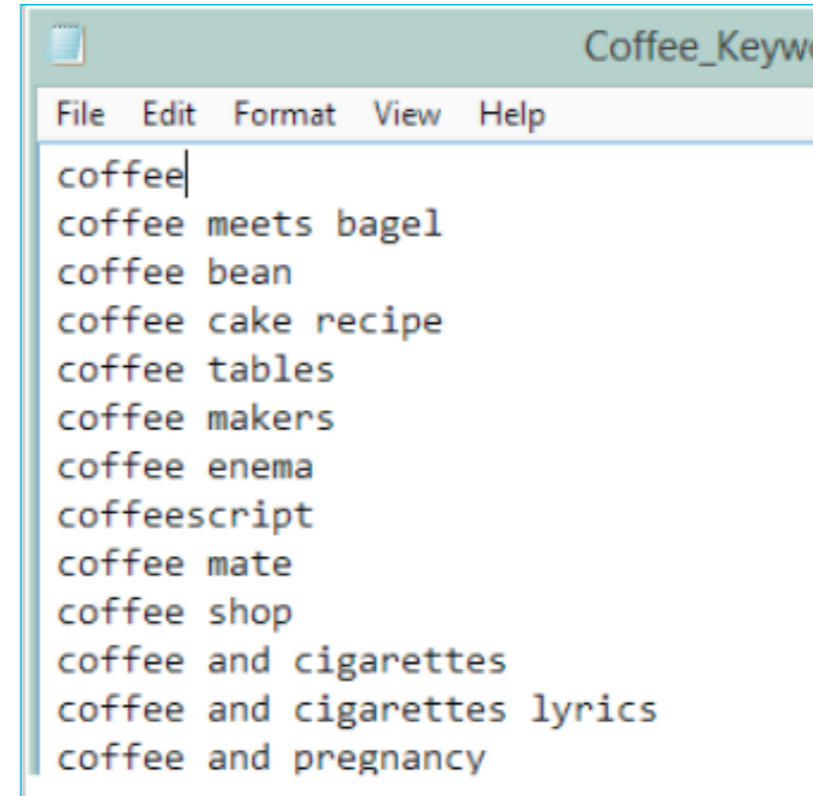 Coffee_Keyw
File Edit Format View Help
coffee
coffee meets bagel
coffee bean
coffee cake recipe
coffee tables
coffee makers
coffee enema
coffeescript
coffee mate
coffee shop
coffee and cigarettes
coffee and cigarettes lyrics
coffee and pregnancy